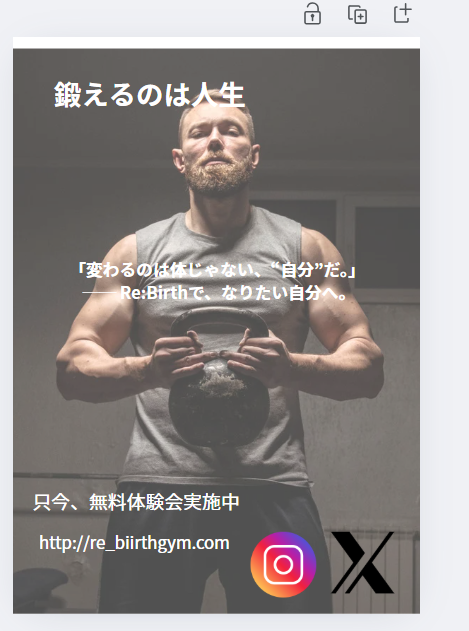 鍛えるのは人生
「変わるのは体じゃない、“自分”だ。」
――Re:Birthで、なりたい自分へ。
只今、無料体験会実施中
http://re_biirthgym.com